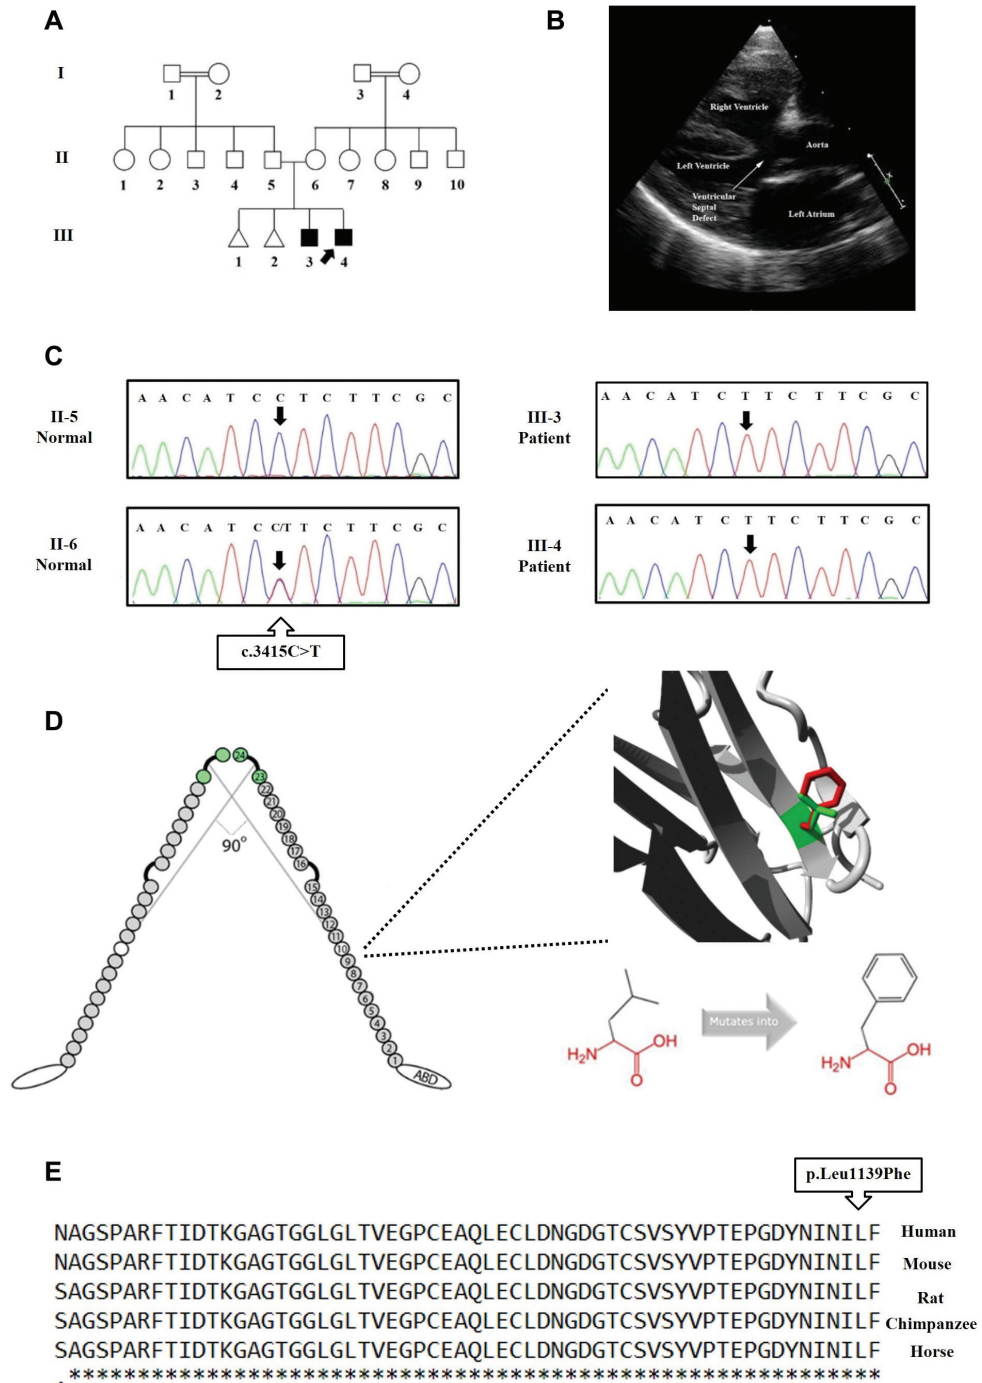 A
B
I
1 2 3 4
II
1 2 3 4 5 6 7 8 9 10
III
1 2 3 4
Right Ventricle
Aorta
Left Ventricle
Ventricular
Septal
Defect
Left Atrium
C
II-5
Normal
A A C A T C C T C T T C G C
III-3
Patient
A A C A T C T T C T T C G C
II-6
Normal
A A C A T C C/T T C T T C G C
III-4
Patient
A A C A T C T T C T T C G C
c.3415C>T
D
24
23
22
21
20
19
18
17
16
90°
15
14
13
12
11
10
9
8
7
6
5
4
3
2
1
ABD
Mutates into
H₂N OH
O
H₂N OH
O
E
p.Leu1139Phe
NAGSPARFTIDTKGAGTGGLGLTVEGPCEAQLECLDNGDGTCSVSYVPTEPGDYNINILF Human
NAGSPARFTIDTKGAGTGGLGLTVEGPCEAQLECLDNGDGTCSVSYVPTEPGDYNINILF Mouse
SAGSPARFTIDTKGAGTGGLGLTVEGPCEAQLECLDNGDGTCSVSYVPTEPGDYNINILF Rat
SAGSPARFTIDTKGAGTGGLGLTVEGPCEAQLECLDNGDGTCSVSYVPTEPGDYNINILF Chimpanzee
SAGSPARFTIDTKGAGTGGLGLTVEGPCEAQLECLDNGDGTCSVSYVPTEPGDYNINILF Horse
.***********************************************************